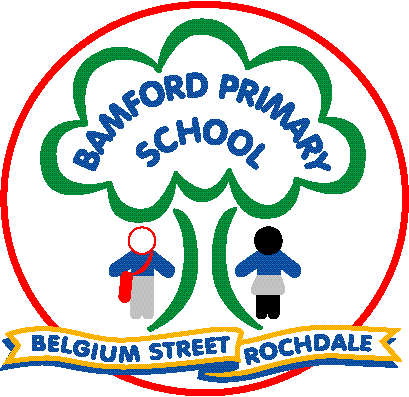 BAMFORD PRIMARY
SCHOOL
BELGIUM STREET ROCHDALE